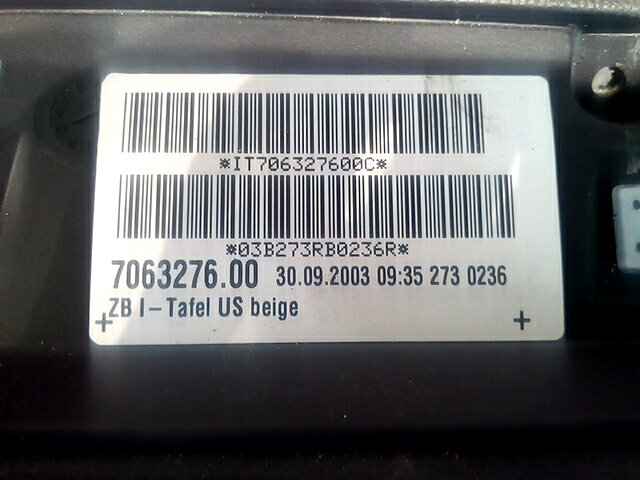 *IT706327600C*
*03B273RB0236R*
7063276.00 30.09.2003 09:35 273 0236
ZB I-Tafel US beige